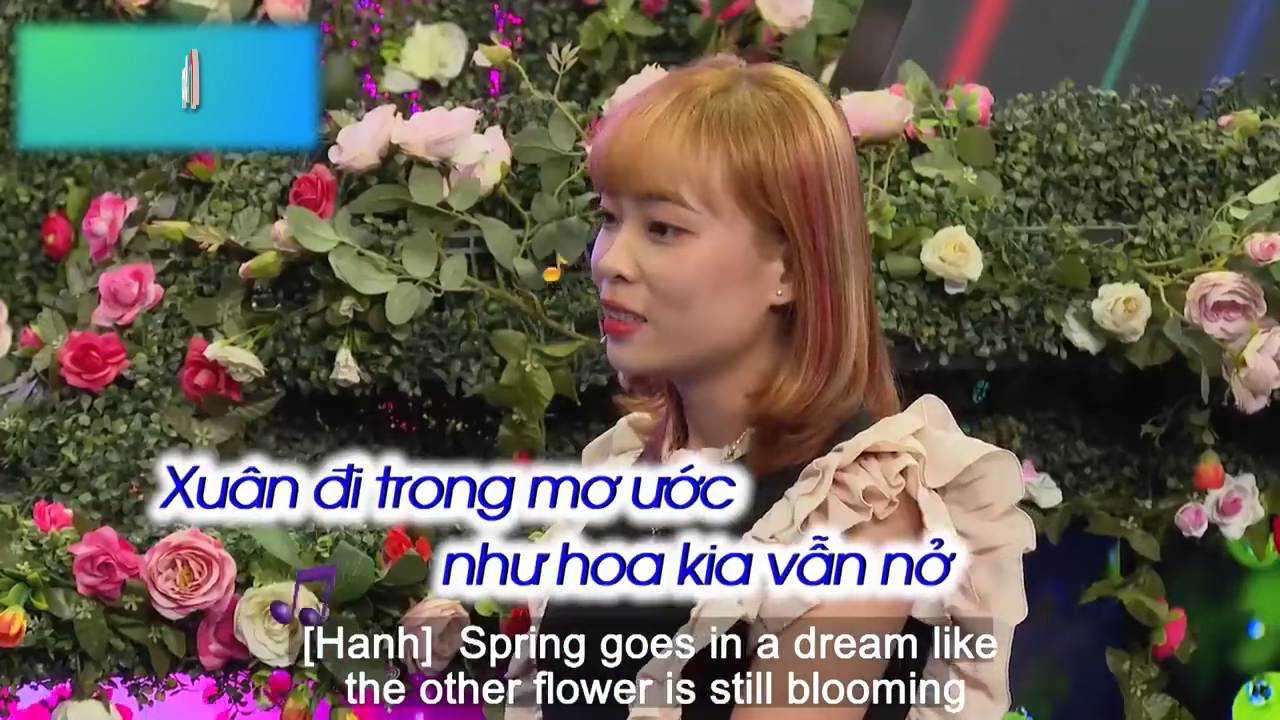 Xuân đi trong mơ ước
như hoa kia vẫn nở
[Hanh]  Spring goes in a dream like
the other flower is still blooming